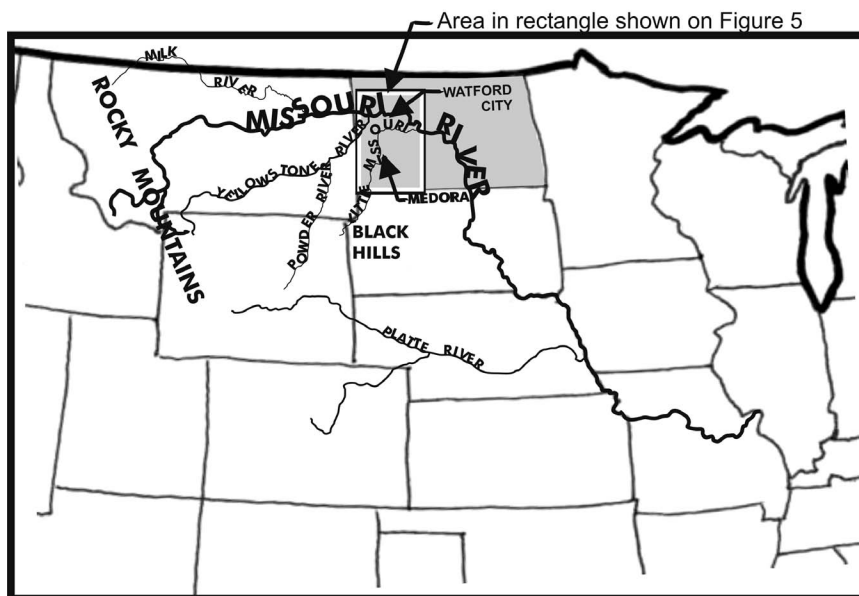 Area in rectangle shown on Figure 5
MILK
RIVER
ROCKY
MOUNTAINS
MISSOURI
RIVER
WATFORD
CITY
YELLOWSTONE RIVER
POWDER RIVER
LITTLE MISSOURI
MEDORA
BLACK
HILLS
PLATTE RIVER